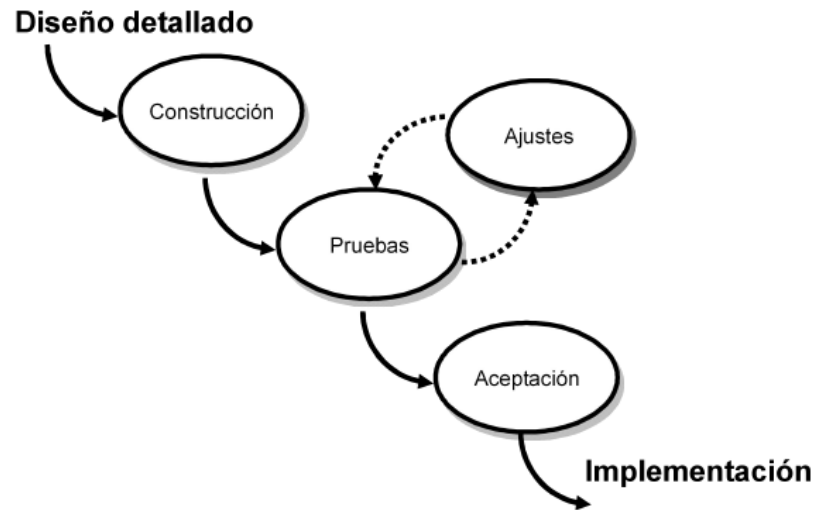 Diseño detallado
Construcción
Ajustes
Pruebas
Aceptación
Implementación